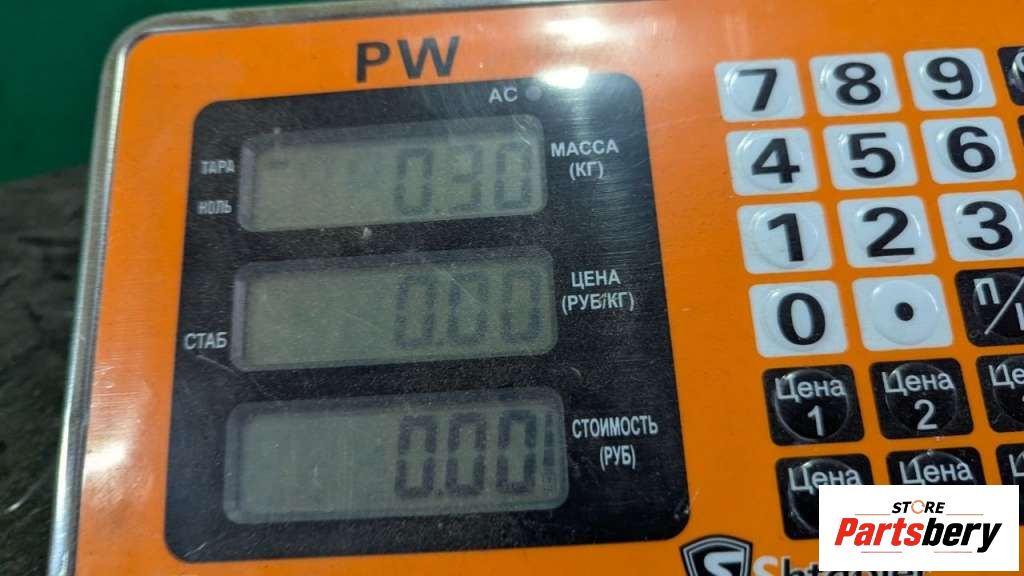 PW
AC
ТАРА
НОЛЬ
0.30
МАССА
(КГ)
СТАБ
0.00
ЦЕНА
(РУБ/КГ)
0.00
СТОИМОСТЬ
(РУБ)
7 8 9
4 5 6
1 2 3
0 .
Цена
1
Цена
2
Цена
Цена
STORE
Partsbery